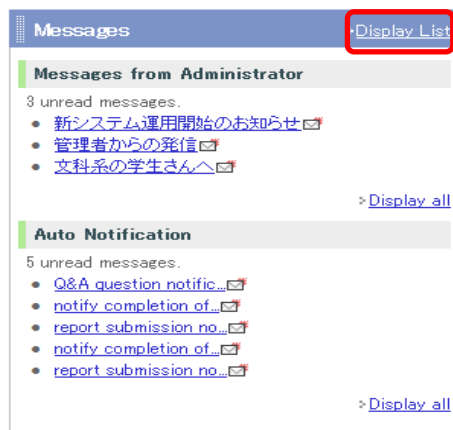 Messages
Display List
Messages from Administrator
3 unread messages.
新システム運用開始のお知らせ
管理者からの発信
文科系の学生さんへ
Display all
Auto Notification
5 unread messages.
Q&A question notific...
notify completion of...
report submission no...
notify completion of...
report submission no...
Display all